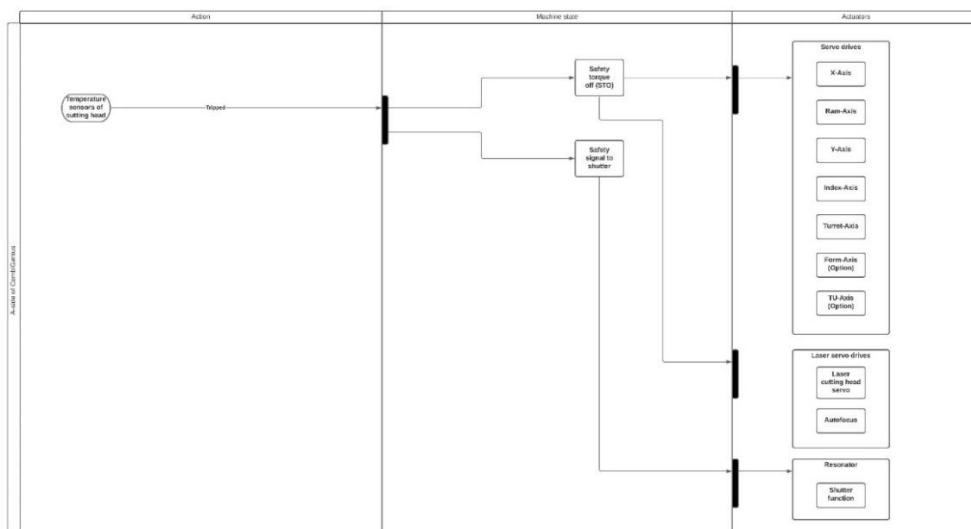 Action
Machine state
Actuators
A-side of CombiGenius
Temperature
sensors of
cutting head
Tripped
Safety
torque
off (STO)
Safety
signal to
shutter
Servo drives
X-Axis
Ram-Axis
Y-Axis
Index-Axis
Turret-Axis
Form-Axis
(Option)
TU-Axis
(Option)
Laser servo drives
Laser
cutting head
servo
Autofocus
Resonator
Shutter
function